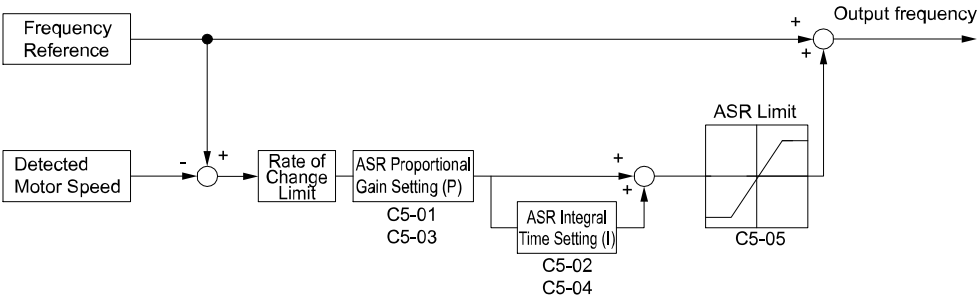 Frequency
Reference
+
+
Output frequency
ASR Limit
Detected
Motor Speed
-
+
Rate of
Change
Limit
ASR Proportional
Gain Setting (P)
C5-01
C5-03
+
+
ASR Integral
Time Setting (I)
C5-02
C5-04
C5-05